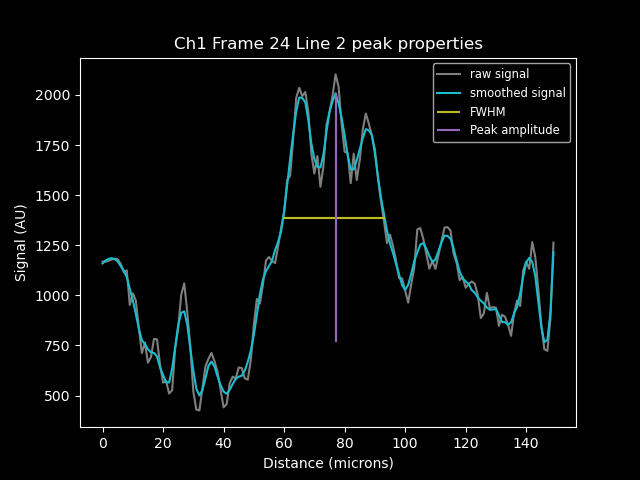 Ch1 Frame 24 Line 2 peak properties
raw signal
smoothed signal
FWHM
Peak amplitude
Signal (AU)
2000
1750
1500
1250
1000
750
500
0 20 40 60 80 100 120 140
Distance (microns)